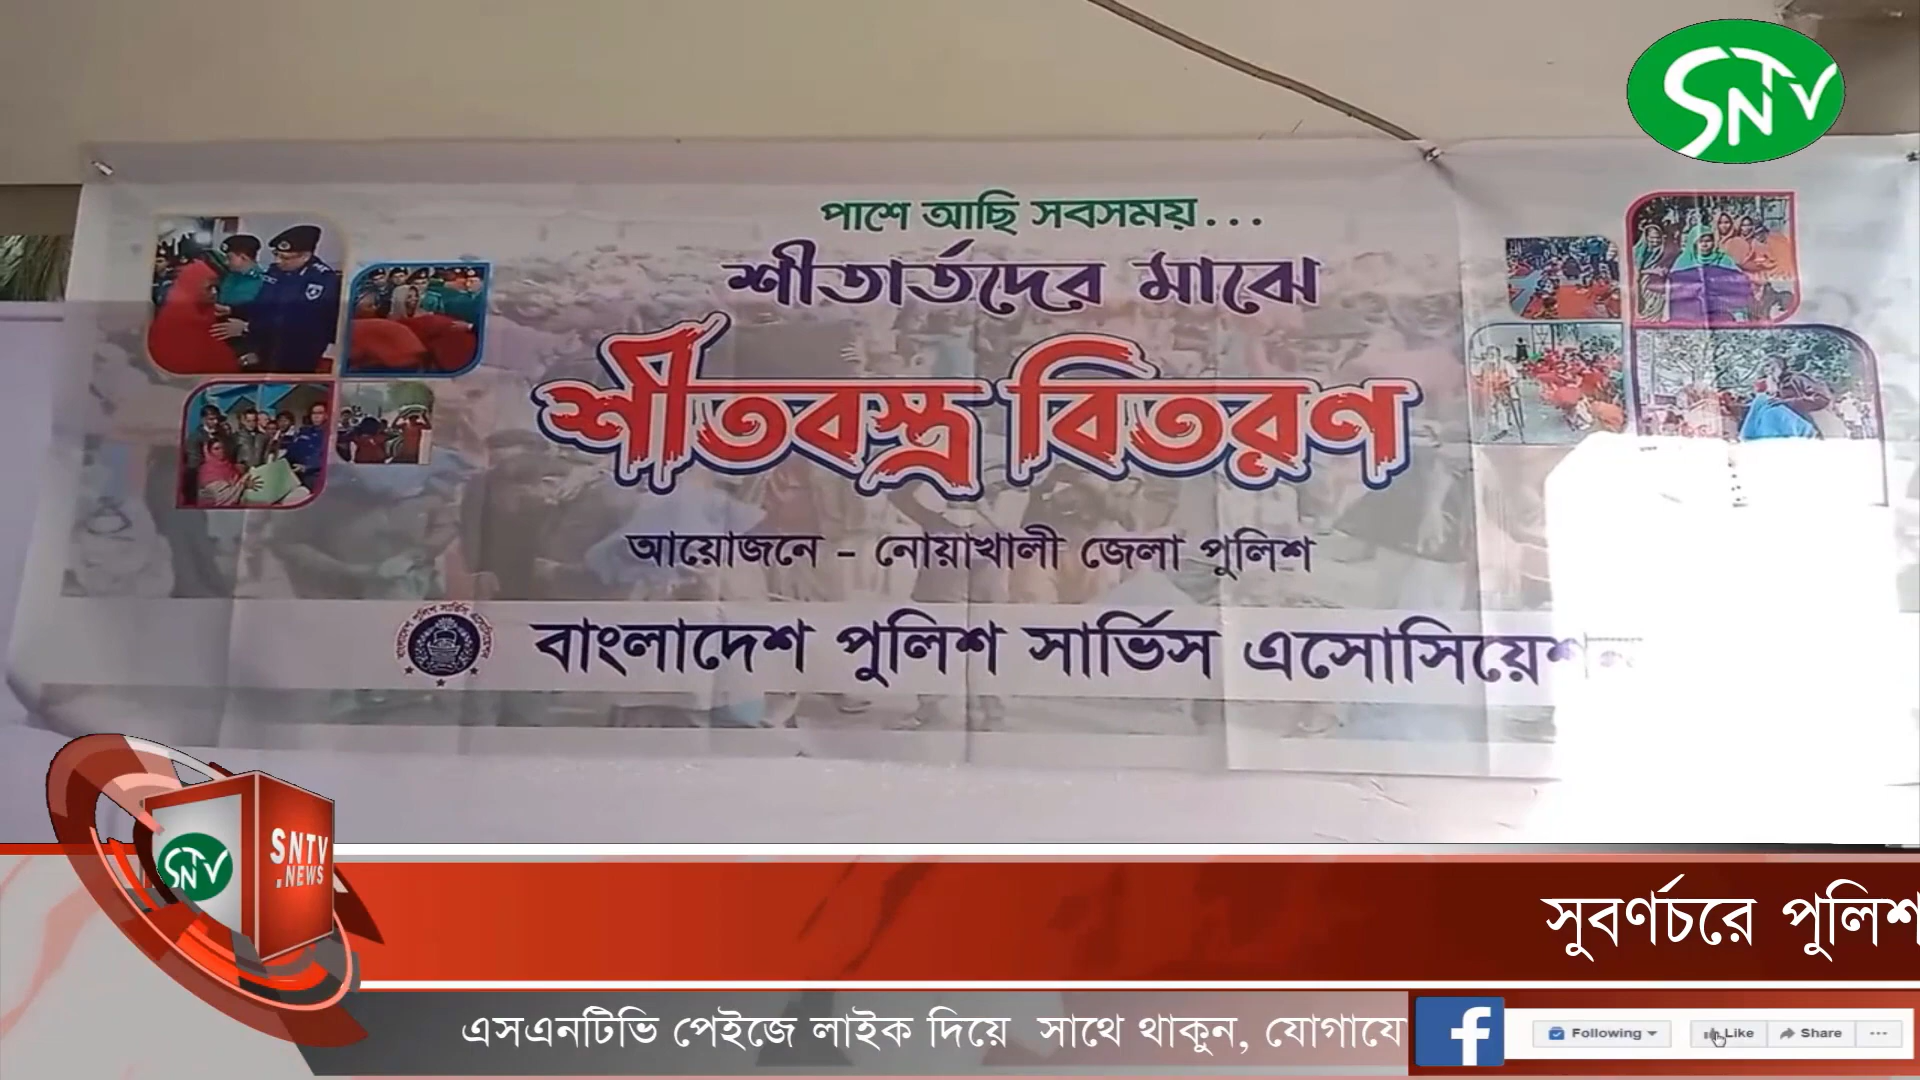 SNTV
পাশে আছি সবসময়...
শীতার্তদের মাঝে
শীতবস্ত্র বিতরণ
আয়োজনে - নোয়াখালী জেলা পুলিশ
বাংলাদেশ পুলিশ সার্ভিস এসোসিয়েশন
SNTV
SNTV
.NEWS
সুবর্ণচরে পুলিশ
এসএনটিভি পেইজে লাইক দিয়ে সাথে থাকুন, যোগাযে
f
Following
Like
Share